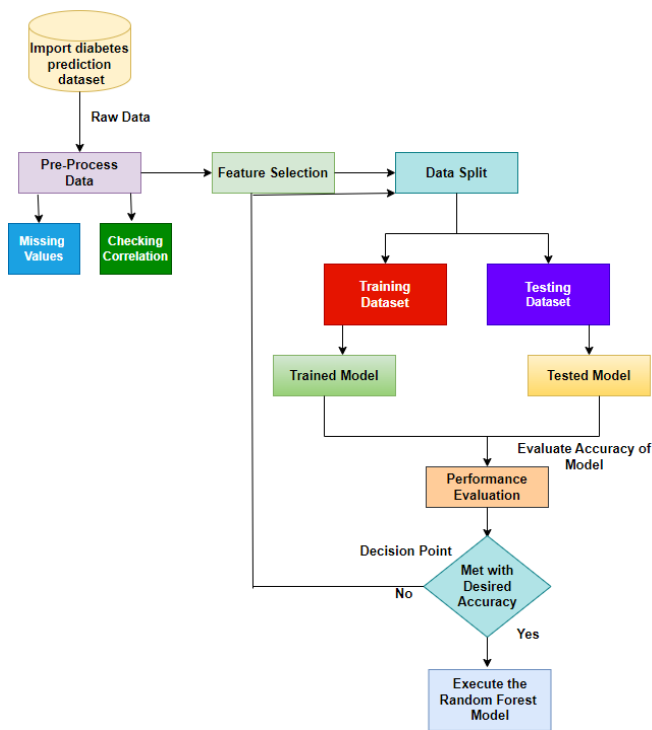 Import diabetes
prediction
dataset
Raw Data
Pre-Process
Data
Feature Selection
Data Split
Missing
Values
Checking
Correlation
Training
Dataset
Testing
Dataset
Trained Model
Tested Model
Evaluate Accuracy of
Model
Performance
Evaluation
Decision Point
Met with
Desired
Accuracy
No
Yes
Execute the
Random Forest
Model